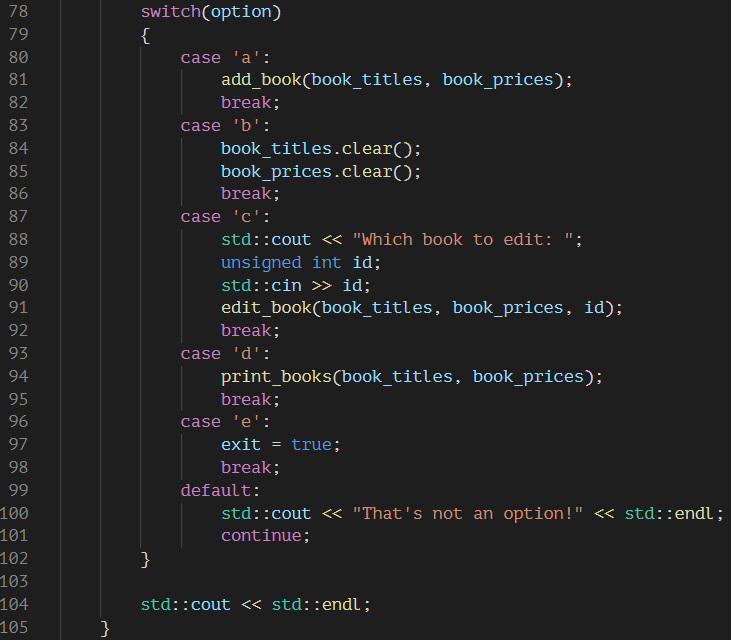 78 switch(option)
79 {
80 case 'a':
81 add_book(book_titles, book_prices);
82 break;
83 case 'b':
84 book_titles.clear();
85 book_prices.clear();
86 break;
87 case 'c':
88 std::cout << "Which book to edit: ";
89 unsigned int id;
90 std::cin >> id;
91 edit_book(book_titles, book_prices, id);
92 break;
93 case 'd':
94 print_books(book_titles, book_prices);
95 break;
96 case 'e':
97 exit = true;
98 break;
99 default:
100 std::cout << "That's not an option!" << std::endl;
101 continue;
102 }
103
104 std::cout << std::endl;
105 }